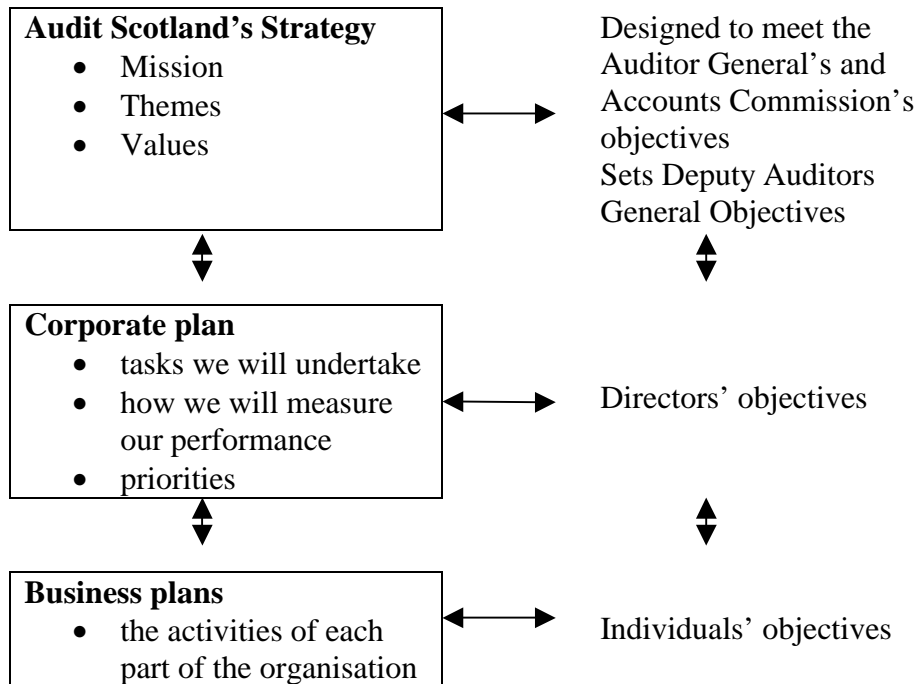 Audit Scotland’s Strategy
• Mission
• Themes
• Values
Designed to meet the
Auditor General’s and
Accounts Commission’s
objectives
Sets Deputy Auditors
General Objectives
Corporate plan
• tasks we will undertake
• how we will measure
our performance
• priorities
Directors’ objectives
Business plans
• the activities of each
part of the organisation
Individuals’ objectives